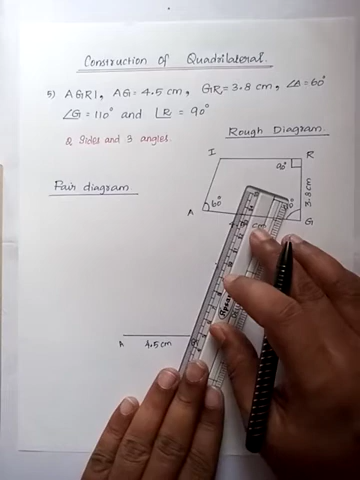 Construction Of Quadrilateral.
5) AGRI, AG = 4.5 cm, GR = 3.8 cm, ∠A = 60°
∠G = 110° and ∠R = 90°
2 Sides and 3 angles.
Rough Diagram.
I R
90°
Fair diagram
3.8 cm
A 60°
cm G
A 4.5 cm